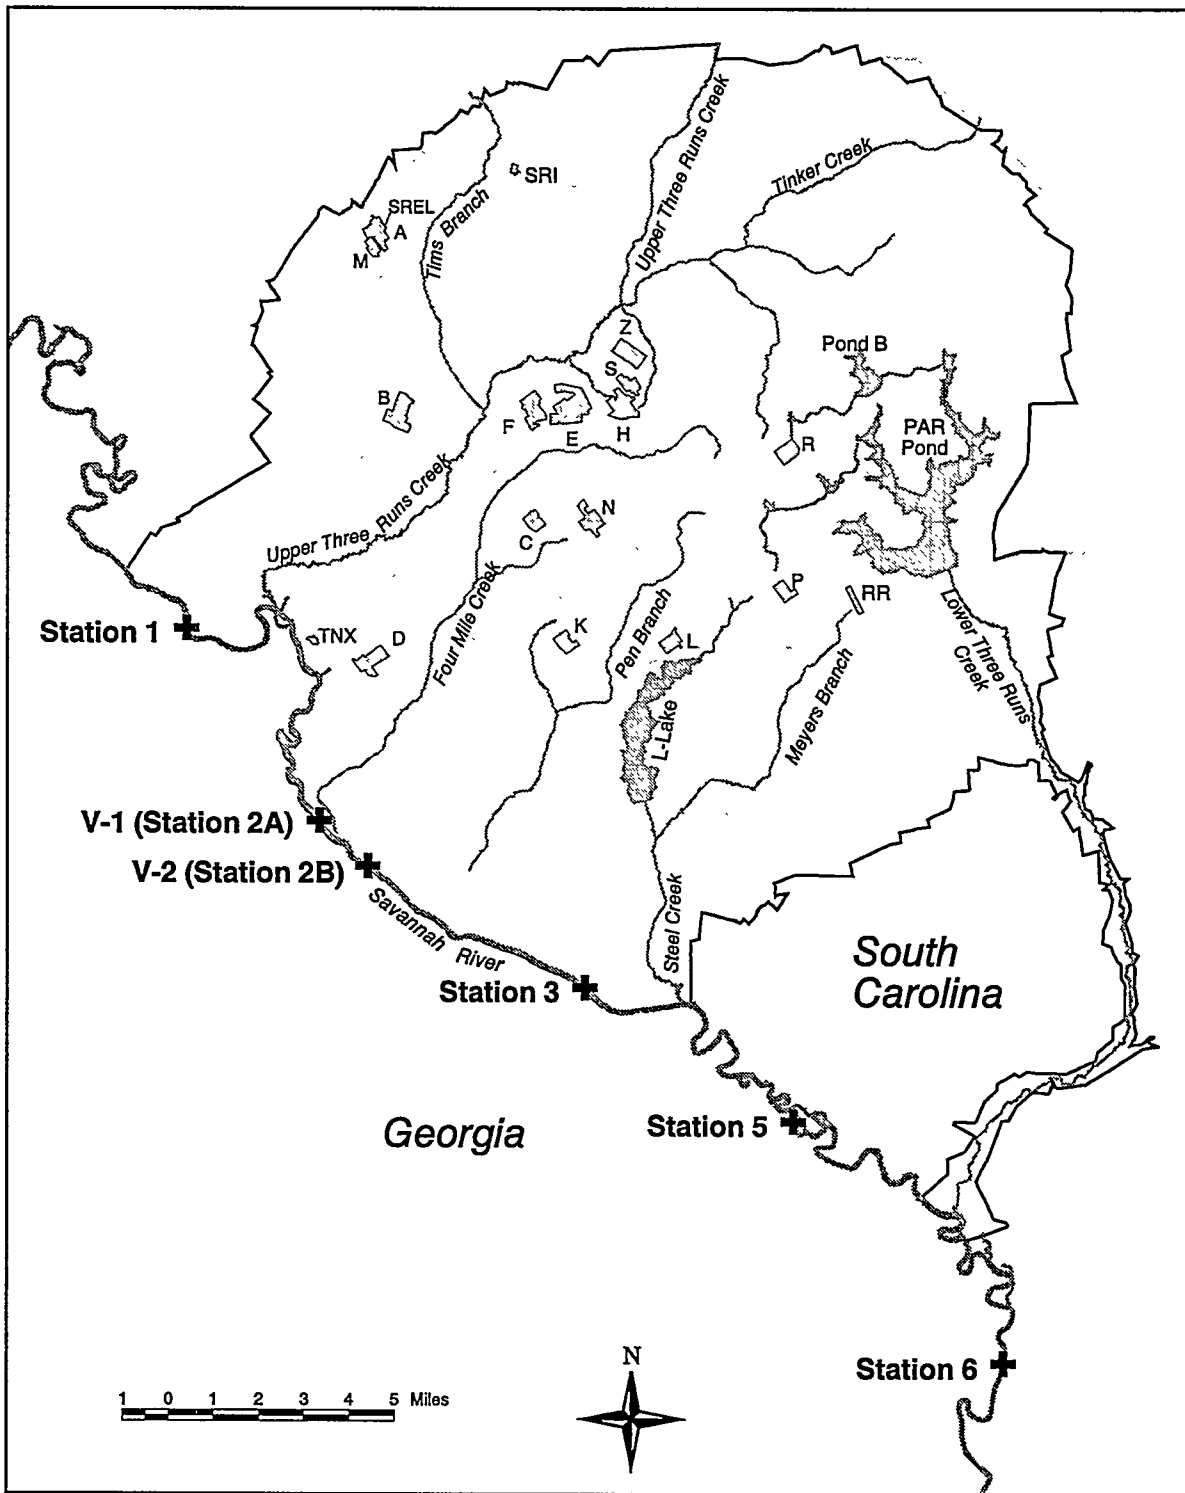 Upper Three Runs Creek
Tinker Creek
SRI
SREL
A
M
Tims Branch
Z
Pond B
S
B
F
E
H
R
PAR
Pond
Upper Three Runs Creek
N
C
P
RR
Station 1
TNX
D
Four Mile Creek
K
Pen Branch
L
Lower Three Runs
Creek
L-Lake
Meyers Branch
V-1 (Station 2A)
V-2 (Station 2B)
Savannah River
Steel Creek
South
Carolina
Station 3
Georgia
Station 5
N
Station 6
1 0 1 2 3 4 5 Miles